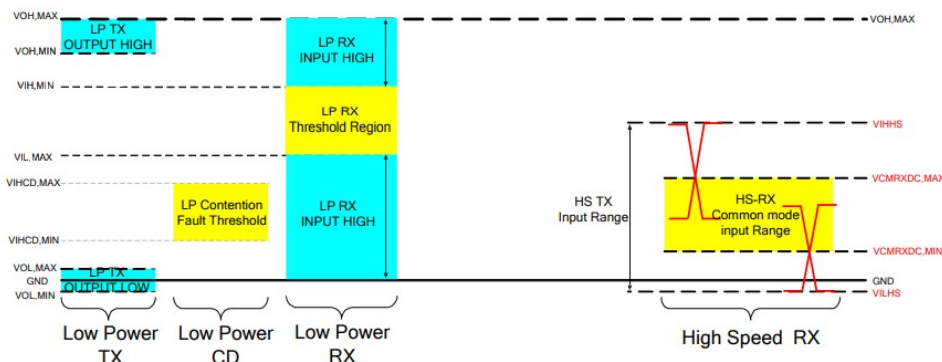 VOH,MAX
LP TX
OUTPUT HIGH
VOH,MIN
VIH,MIN
VIL,MAX
VIHCD,MAX
VIHCD,MIN
VOL,MAX
GND
VOL,MIN
LP TX
OUTPUT LOW
LP Contention
Fault Threshold
LP RX
INPUT HIGH
LP RX
Threshold Region
LP RX
INPUT HIGH
Low Power
TX
Low Power
CD
Low Power
RX
HS TX
Input Range
HS-RX
Common mode
input Range
VOH,MAX
VIHHS
VCMRXDC,MAX
VCMRXDC,MIN
GND
VILHS
High Speed RX